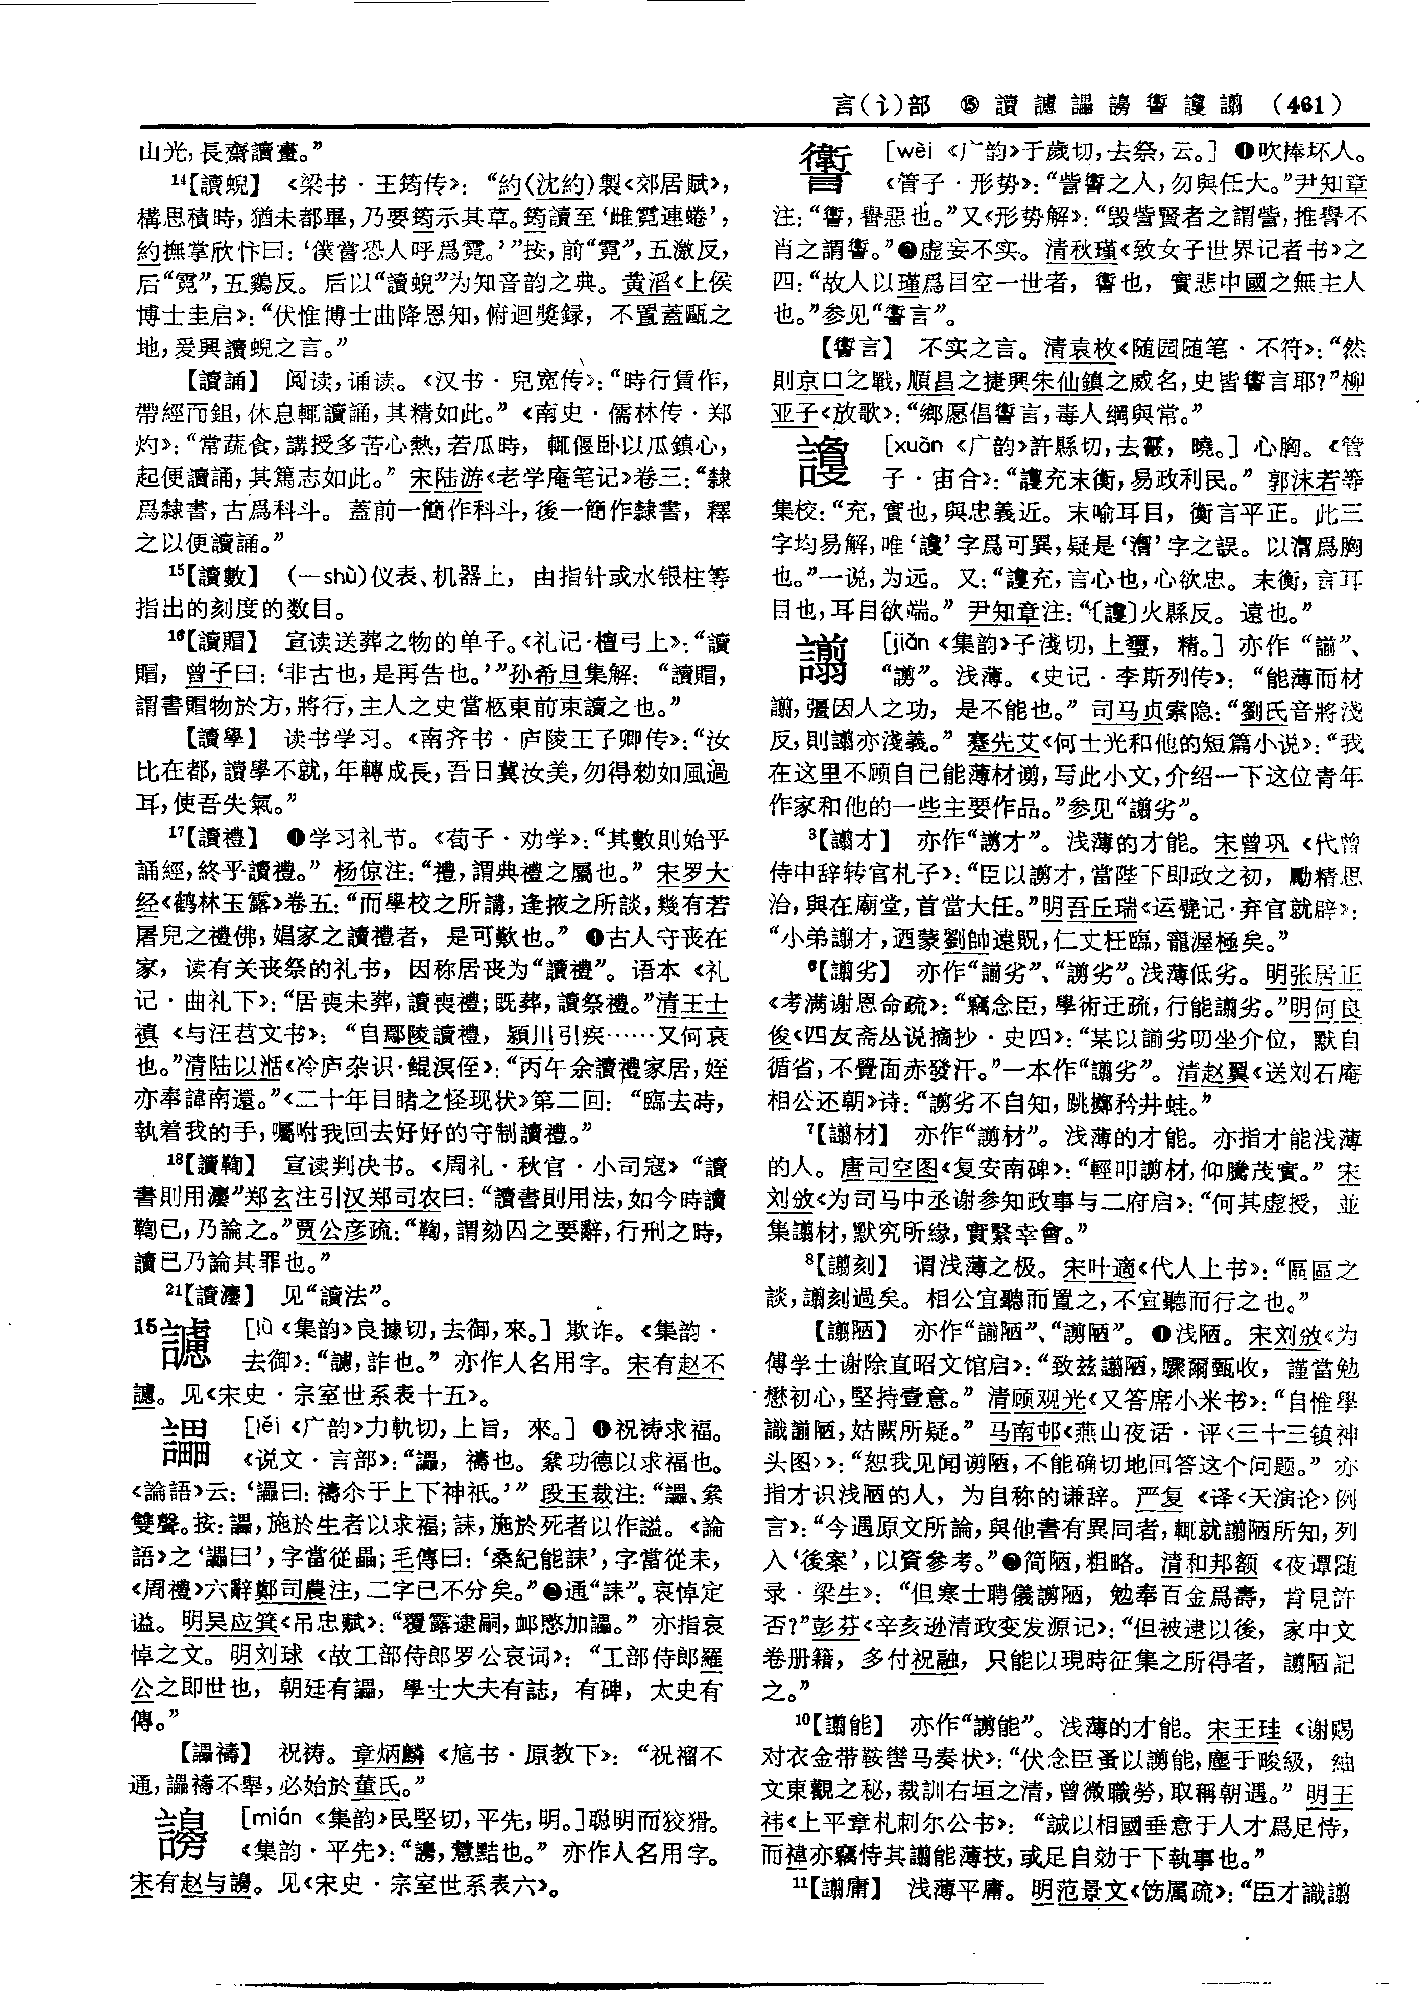 言(讠)部 ⑮ 讀 謯 讄 謗 讆 讂 讅 (461)
山光，長齋讀畫。”
¹⁴【讀蜺】 《梁书·王筠传》：“約(沈約)製《郊居賦》，
構思積時，猶未都畢，乃要筠示其草。筠讀至‘雌霓連蜷’，
約撫掌欣忭曰：‘僕嘗恐人呼爲霓。’”按，前“霓”，五激反，
后“霓”，五鷄反。后以“讀蜺”为知音韵之典。黄滔《上侯
博士圭启》：“伏惟博士曲降恩知，俯迴獎録，不置蓋甌之
地，爰興讀蜺之言。”
【讀誦】 阅读，诵读。《汉书·兒宽传》：“時行賃作，
帶經而鉏，休息輒讀誦，其精如此。”《南史·儒林传·郑
灼》：“常蔬食，講授多苦心熱，若瓜時，輒偃卧以瓜鎮心，
起便讀誦，其篤志如此。”宋陆游《老学庵笔记》卷三：“隸
爲隸書，古爲科斗。蓋前一簡作科斗，後一簡作隸書，釋
之以便讀誦。”
¹⁵【讀數】 (—shù)仪表、机器上，由指针或水银柱等
指出的刻度的数目。
¹⁶【讀賵】 宣读送葬之物的单子。《礼记·檀弓上》：“讀
賵，曾子曰：‘非古也，是再告也。’”孙希旦集解：“讀賵，
謂書賵物於方，將行，主人之史當柩東前束讀之也。”
【讀學】 读书学习。《南齐书·庐陵王子卿传》：“汝
比在都，讀學不就，年轉成長，吾日冀汝美，勿得勑如風過
耳，使吾失氣。”
¹⁷【讀禮】 ❶学习礼节。《荀子·劝学》：“其數則始乎
誦經，終乎讀禮。”杨倞注：“禮，謂典禮之屬也。”宋罗大
经《鹤林玉露》卷五：“而學校之所講，逢掖之所談，幾有若
屠兒之禮佛，娼家之讀禮者，是可歎也。”❶古人守丧在
家，读有关丧祭的礼书，因称居丧为“讀禮”。语本《礼
记·曲礼下》：“居喪未葬，讀喪禮；既葬，讀祭禮。”清王士
禛《与汪苕文书》：“自鄢陵讀禮，潁川引疾……又何哀
也。”清陆以湉《冷庐杂识·鲲溟侄》：“丙午余讀禮家居，姪
亦奉諱南還。”《二十年目睹之怪现状》第二回：“臨去時，
執着我的手，囑咐我回去好好的守制讀禮。”
¹⁸【讀鞫】 宣读判决书。《周礼·秋官·小司寇》“讀
書則用灋”郑玄注引汉郑司农曰：“讀書則用法，如今時讀
鞫已，乃論之。”贾公彦疏：“鞫，謂劾囚之要辭，行刑之時，
讀已乃論其罪也。”
²¹【讀灋】 见“讀法”。
15 [lǜ《集韵》良據切，去御，來。] 欺诈。《集韵·
去御》：“，詐也。”亦作人名用字。宋有赵不
。见《宋史·宗室世系表十五》。
讄 [lěi《广韵》力軌切，上旨，來。] ❶祝祷求福。
《说文·言部》：“讄，禱也。絫功德以求福也。
《論語》云：‘讄曰：禱尒于上下神祇。’”段玉裁注：“讄、絫
雙聲。按：讄，施於生者以求福；誄，施於死者以作謚。《論
語》之‘讄曰’，字當從畾；毛傳曰：‘桑紀能誄’，字當從耒，
《周禮》六辭鄭司農注，二字已不分矣。”❷通“誄”。哀悼定
谥。明吴应箕《吊忠赋》：“覆露逮嗣，䘏愍加讄。”亦指哀
悼之文。明刘球《故工部侍郎罗公哀词》：“工部侍郎羅
公之即世也，朝廷有讄，學士大夫有誌，有碑，太史有
傳。”
【讄禱】 祝祷。章炳麟《訄书·原教下》：“祝禬不
通，讄禱不舉，必始於董氏。”
[mián《集韵》民堅切，平先，明。]聪明而狡猾。
《集韵·平先》：“，慧黠也。”亦作人名用字。
宋有赵与。见《宋史·宗室世系表六》。
讆 [wèi《广韵》于歲切，去祭，云。] ❶吹捧坏人。
《管子·形势》：“訾讆之人，勿與任大。”尹知章
注：“讆，譽惡也。”又《形势解》：“毁訾賢者之謂訾，推譽不
肖之謂讆。”❷虚妄不实。清秋瑾《致女子世界记者书》之
四：“故人以瑾爲目空一世者，讆也，實悲中國之無主人
也。”参见“讆言”。
【讆言】 不实之言。清袁枚《随园随笔·不符》：“然
則京口之戰，順昌之捷與朱仙鎮之威名，史皆讆言耶？”柳
亚子《放歌》：“鄉愿倡讆言，毒人綱與常。”
讂 [xuān《广韵》許縣切，去霰，曉。] 心胸。《管
子·宙合》：“讂充末衡，易政利民。”郭沫若等
集校：“充，實也，與忠義近。末喻耳目，衡言平正。此三
字均易解，唯‘讂’字爲可異，疑是‘㴶’字之誤。以㴶爲胸
也。”一说，为远。又：“讂充，言心也，心欲忠。末衡，言耳
目也，耳目欲端。”尹知章注：“〔讂〕火縣反。遠也。”
譾 [jiǎn《集韵》子淺切，上獮，精。] 亦作“諭”、
“谫”。浅薄。《史记·李斯列传》：“能薄而材
譾，彊因人之功，是不能也。”司马贞索隐：“劉氏音將淺
反，則譾亦淺義。”蹇先艾《何士光和他的短篇小说》：“我
在这里不顾自己能薄材谫，写此小文，介绍一下这位青年
作家和他的一些主要作品。”参见“譾劣”。
³【譾才】 亦作“謭才”。浅薄的才能。宋曾巩《代曾
侍中辞转官札子》：“臣以謭才，當陛下即政之初，勵精思
治，與在廟堂，首當大任。”明吾丘瑞《运甓记·弃官就辟》：
“小弟譾才，迺蒙劉帥遠貺，仁丈枉臨，寵渥極矣。”
⁶【譾劣】 亦作“諭劣”、“謭劣”。浅薄低劣。明张居正
《考满谢恩命疏》：“竊念臣，學術迂疏，行能譾劣。”明何良
俊《四友斋丛说摘抄·史四》：“某以諭劣叨坐介位，默自
循省，不覺面赤發汗。”一本作“譾劣”。清赵翼《送刘石庵
相公还朝》诗：“謭劣不自知，跳擲矜井蛙。”
⁷【譾材】 亦作“謭材”。浅薄的才能。亦指才能浅薄
的人。唐司空图《复安南碑》：“輕叩謭材，仰騰茂實。”宋
刘攽《为司马中丞谢参知政事与二府启》：“何其虚授，並
集譾材，默究所緣，實繄幸會。”
⁸【譾刻】 谓浅薄之极。宋叶適《代人上书》：“區區之
談，譾刻過矣。相公宜聽而置之，不宜聽而行之也。”
【譾陋】 亦作“諭陋”、“謭陋”。❶浅陋。宋刘攽《为
傅学士谢除直昭文馆启》：“致兹譾陋，驟爾甄收，謹當勉
懋初心，堅持壹意。”清顾观光《又答席小米书》：“自惟學
識諭陋，姑闕所疑。”马南邨《燕山夜话·评〈三十三镇神
头图〉》：“恕我见闻谫陋，不能确切地回答这个问题。”亦
指才识浅陋的人，为自称的谦辞。严复《译〈天演论〉例
言》：“今遇原文所論，與他書有異同者，輒就譾陋所知，列
入‘後案’，以資參考。”❷简陋，粗略。清和邦额《夜谭随
录·梁生》：“但寒士聘儀謭陋，勉奉百金爲壽，肯見許
否？”彭芬《辛亥逊清政变发源记》：“但被逮以後，家中文
卷册籍，多付祝融，只能以現時征集之所得者，謭陋記
之。”
¹⁰【譾能】 亦作“謭能”。浅薄的才能。宋王珪《谢赐
对衣金带鞍辔马奏状》：“伏念臣蚤以謭能，塵于畯級，紬
文東觀之秘，裁訓右垣之清，曾微職勞，取稱朝遇。”明王
祎《上平章札剌尔公书》：“誠以相國垂意于人才爲足恃，
而禕亦竊恃其譾能薄技，或足自効于下執事也。”
¹¹【譾庸】 浅薄平庸。明范景文《饬属疏》：“臣才識譾